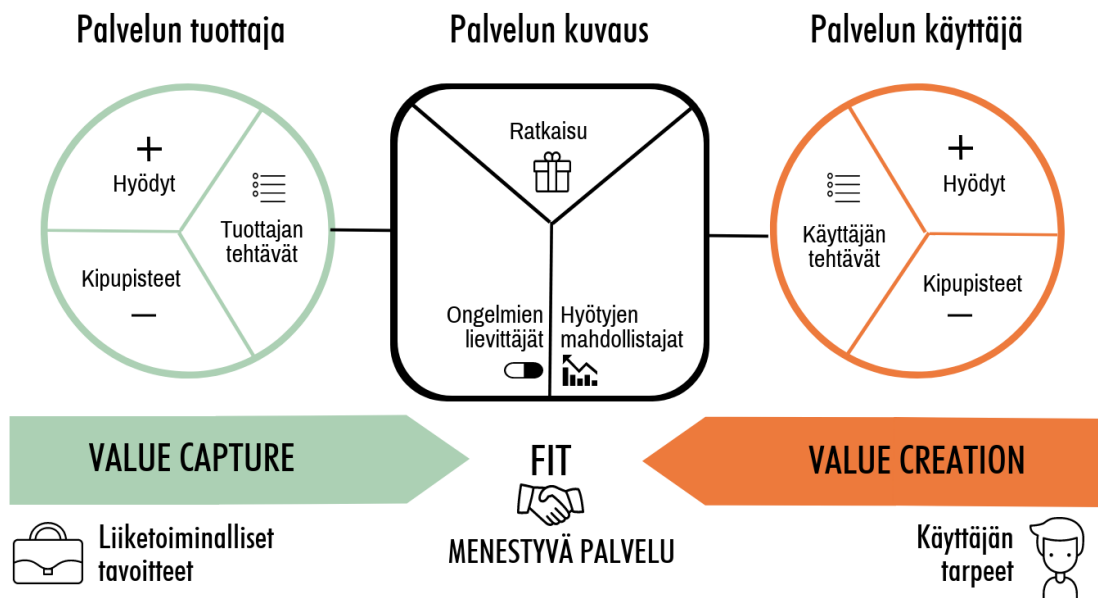 Palvelun tuottaja
Palvelun kuvaus
Palvelun käyttäjä
+
Hyödyt
Tuottajan
tehtävät
Kipupisteet
–
Ratkaisu
Ongelmien
lievittäjät
Hyötyjen
mahdollistajat
+
Hyödyt
Käyttäjän
tehtävät
Kipupisteet
–
VALUE CAPTURE
FIT
VALUE CREATION
Liiketoiminalliset
tavoitteet
MENESTYVÄ PALVELU
Käyttäjän
tarpeet